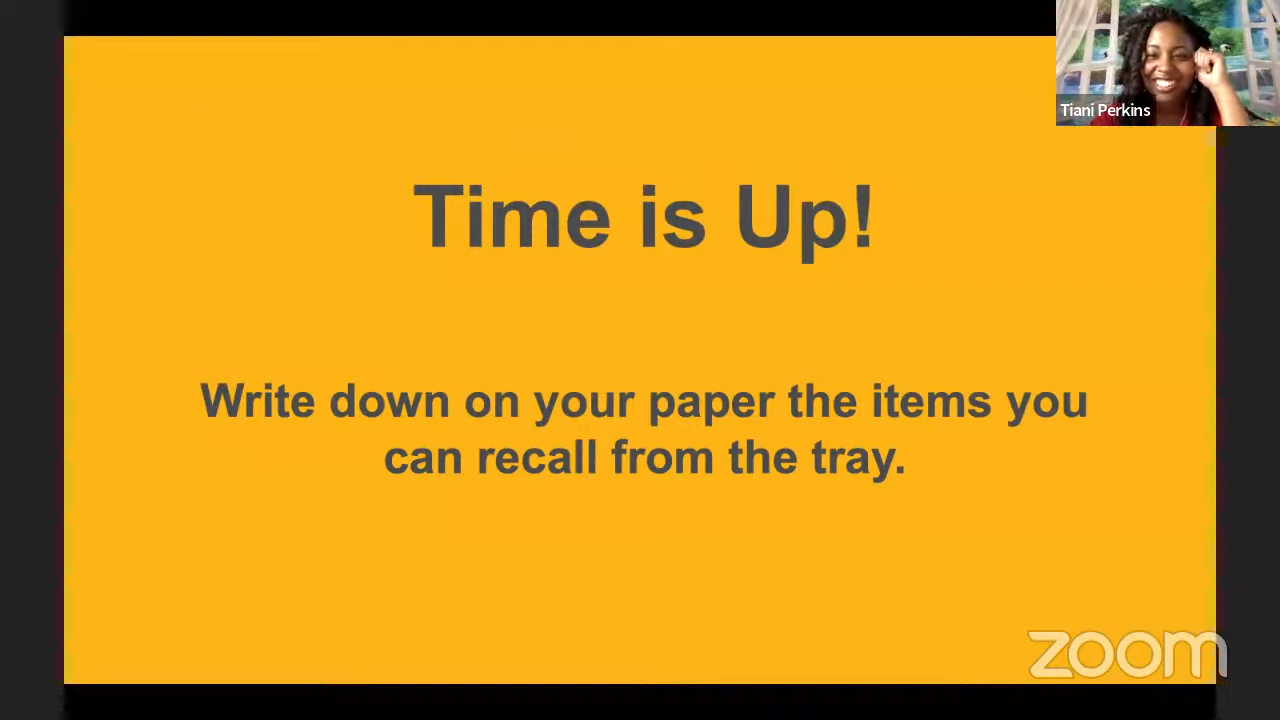 Tiani Perkins
Time is Up!
Write down on your paper the items you
can recall from the tray.
zoom